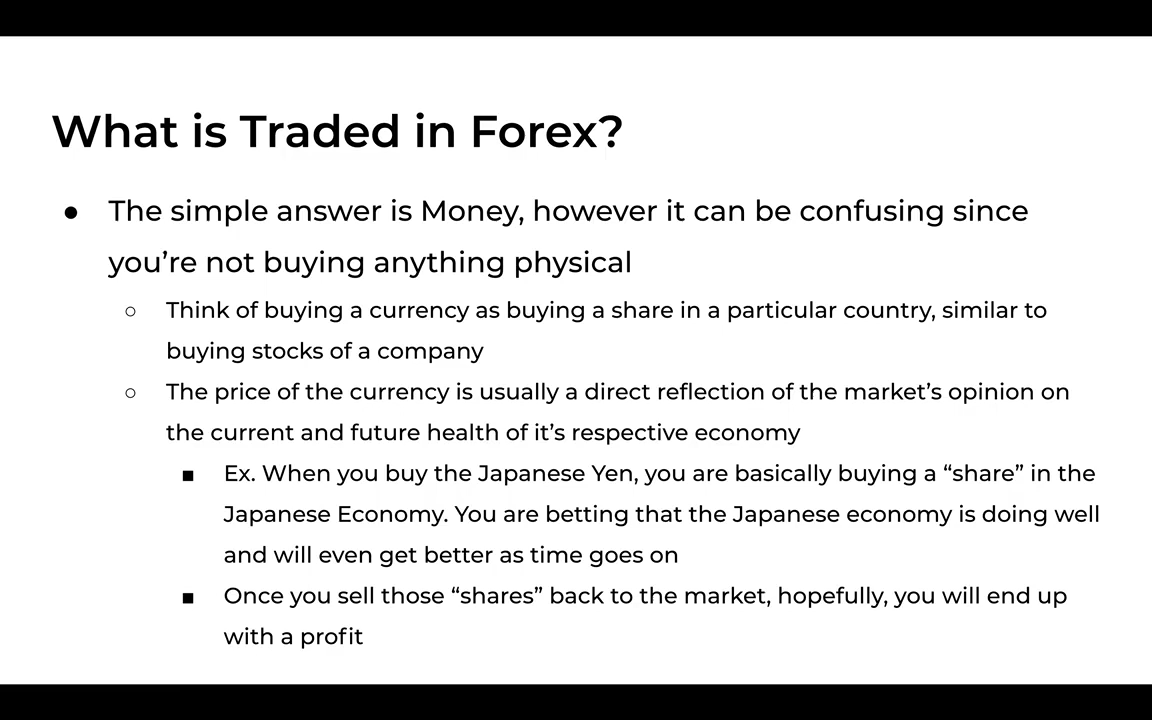 What is Traded in Forex?
● The simple answer is Money, however it can be confusing since
you’re not buying anything physical
○ Think of buying a currency as buying a share in a particular country, similar to
buying stocks of a company
○ The price of the currency is usually a direct reflection of the market’s opinion on
the current and future health of it’s respective economy
■ Ex. When you buy the Japanese Yen, you are basically buying a “share” in the
Japanese Economy. You are betting that the Japanese economy is doing well
and will even get better as time goes on
■ Once you sell those “shares” back to the market, hopefully, you will end up
with a profit